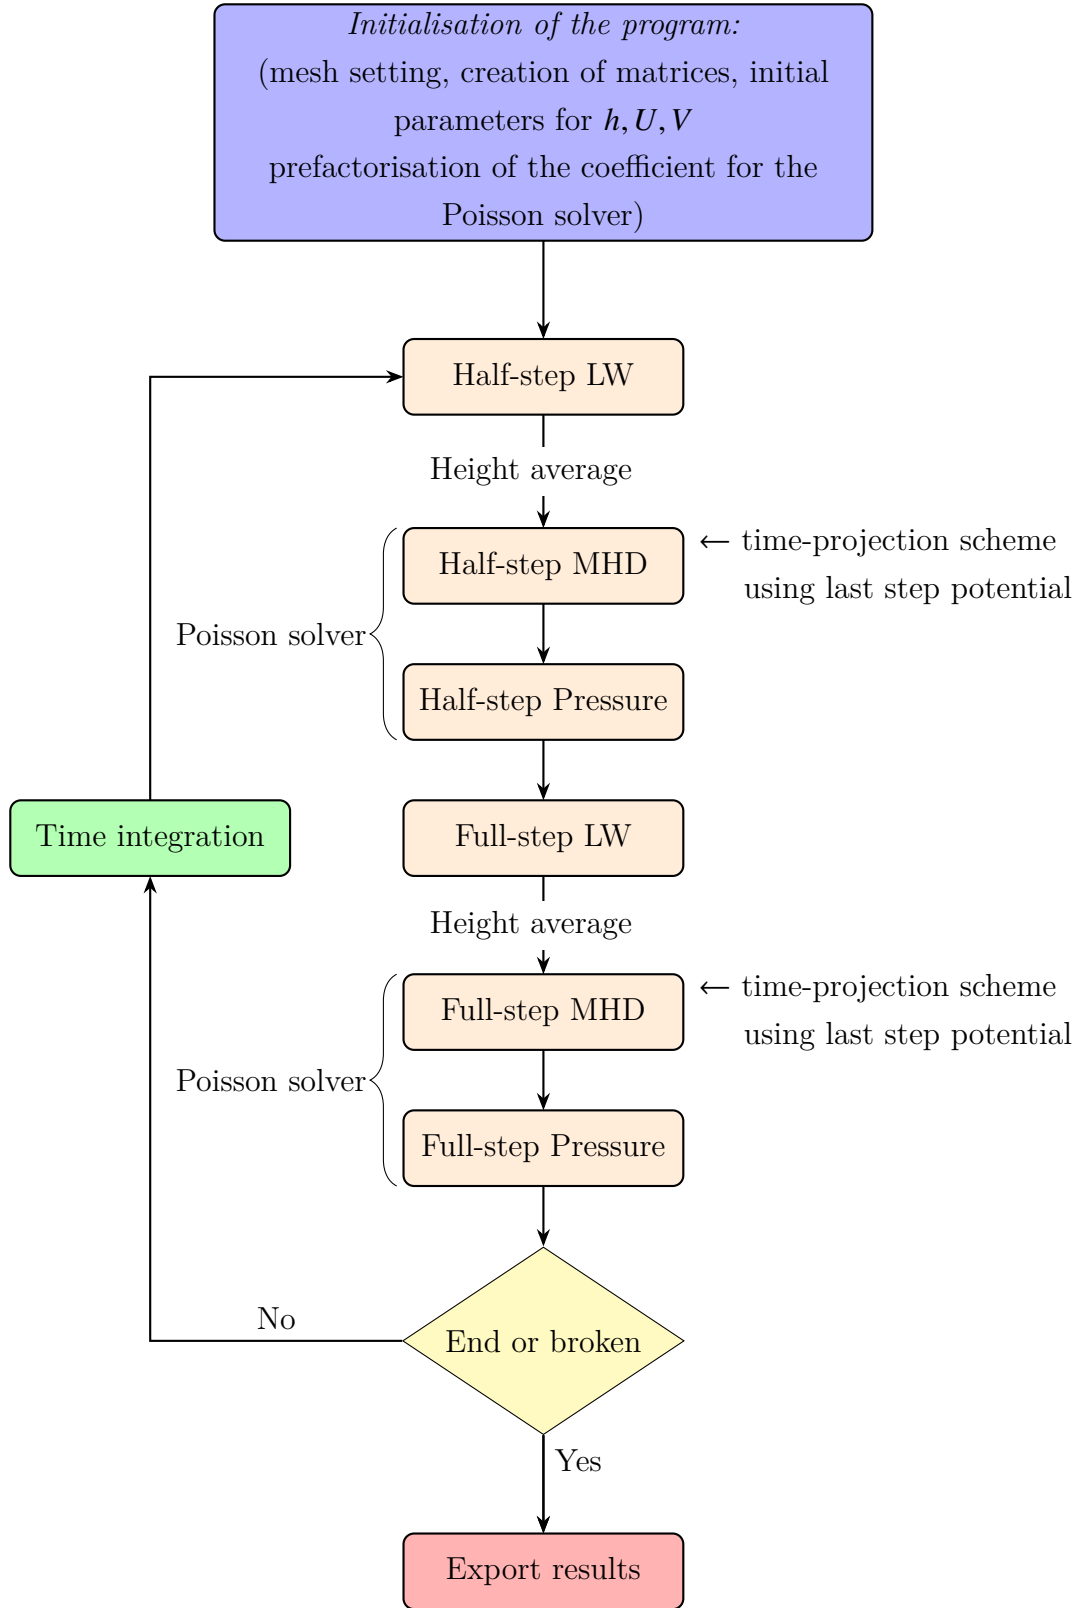 Initialisation of the program:
(mesh setting, creation of matrices, initial
parameters for h, U, V
prefactorisation of the coefficient for the
Poisson solver)
Half-step LW
Height average
Half-step MHD
← time-projection scheme
using last step potential
Poisson solver
Half-step Pressure
Time integration
Full-step LW
Height average
Full-step MHD
← time-projection scheme
using last step potential
Poisson solver
Full-step Pressure
No
End or broken
Yes
Export results